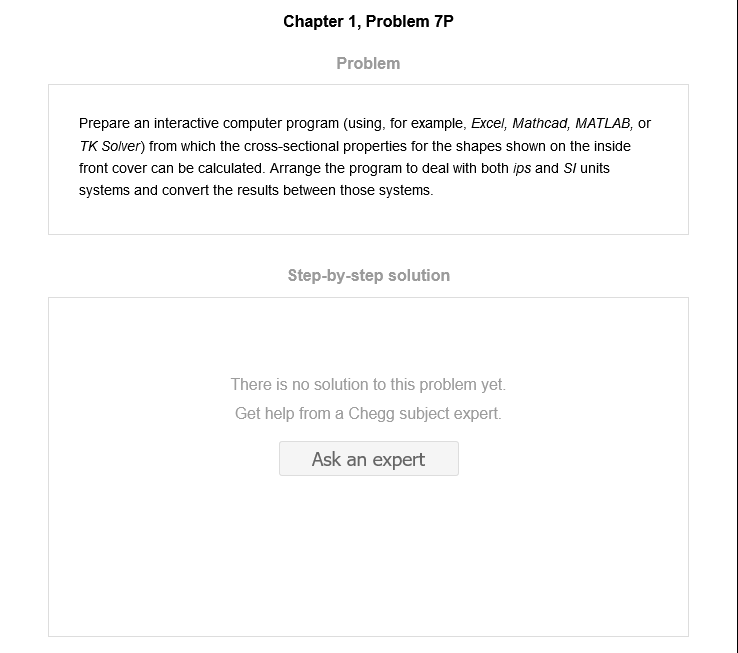 Chapter 1, Problem 7P
Problem
Prepare an interactive computer program (using, for example, Excel, Mathcad, MATLAB, or
TK Solver) from which the cross-sectional properties for the shapes shown on the inside
front cover can be calculated. Arrange the program to deal with both ips and SI units
systems and convert the results between those systems.
Step-by-step solution
There is no solution to this problem yet.
Get help from a Chegg subject expert.
Ask an expert